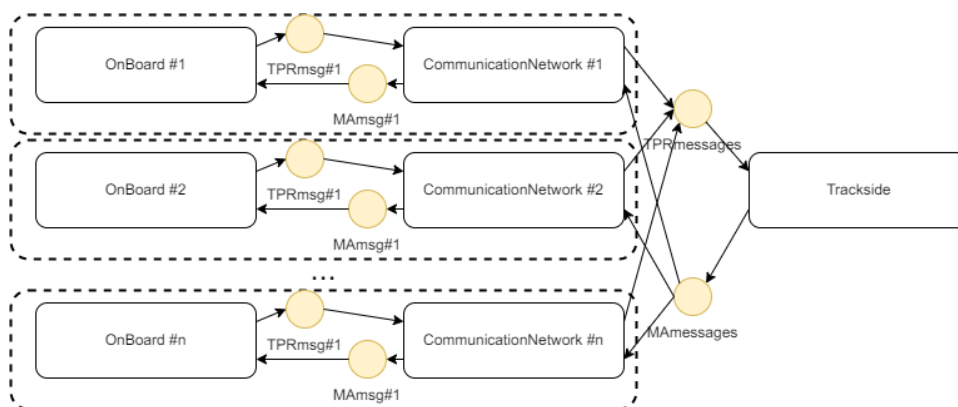 OnBoard #1
TPRmsg#1
MAmsg#1
CommunicationNetwork #1
TPRmessages
OnBoard #2
TPRmsg#1
MAmsg#1
CommunicationNetwork #2
Trackside
...
OnBoard #n
TPRmsg#1
MAmsg#1
CommunicationNetwork #n
MAmessages